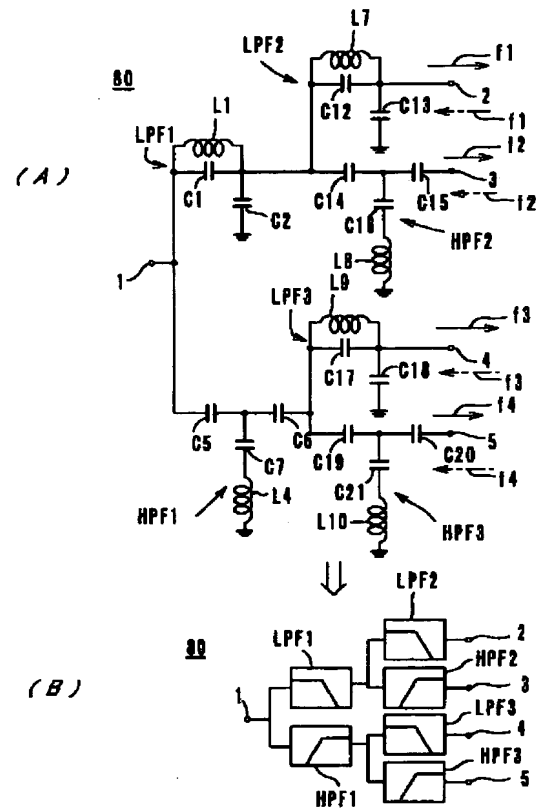 L7
LPF2
f1
80
C12
C13
2
f1
L1
LPF1
f2
(A)
C1
C14
C15
3
C2
C16
f2
HPF2
1
L8
L9
LPF3
f3
4
C17
C18
f3
f4
C5
C6
5
C7
C19
C20
C21
f4
L4
HPF1
L10
HPF3
LPF2
80
LPF1
2
HPF2
(B)
1
3
LPF3
4
HPF3
HPF1
5